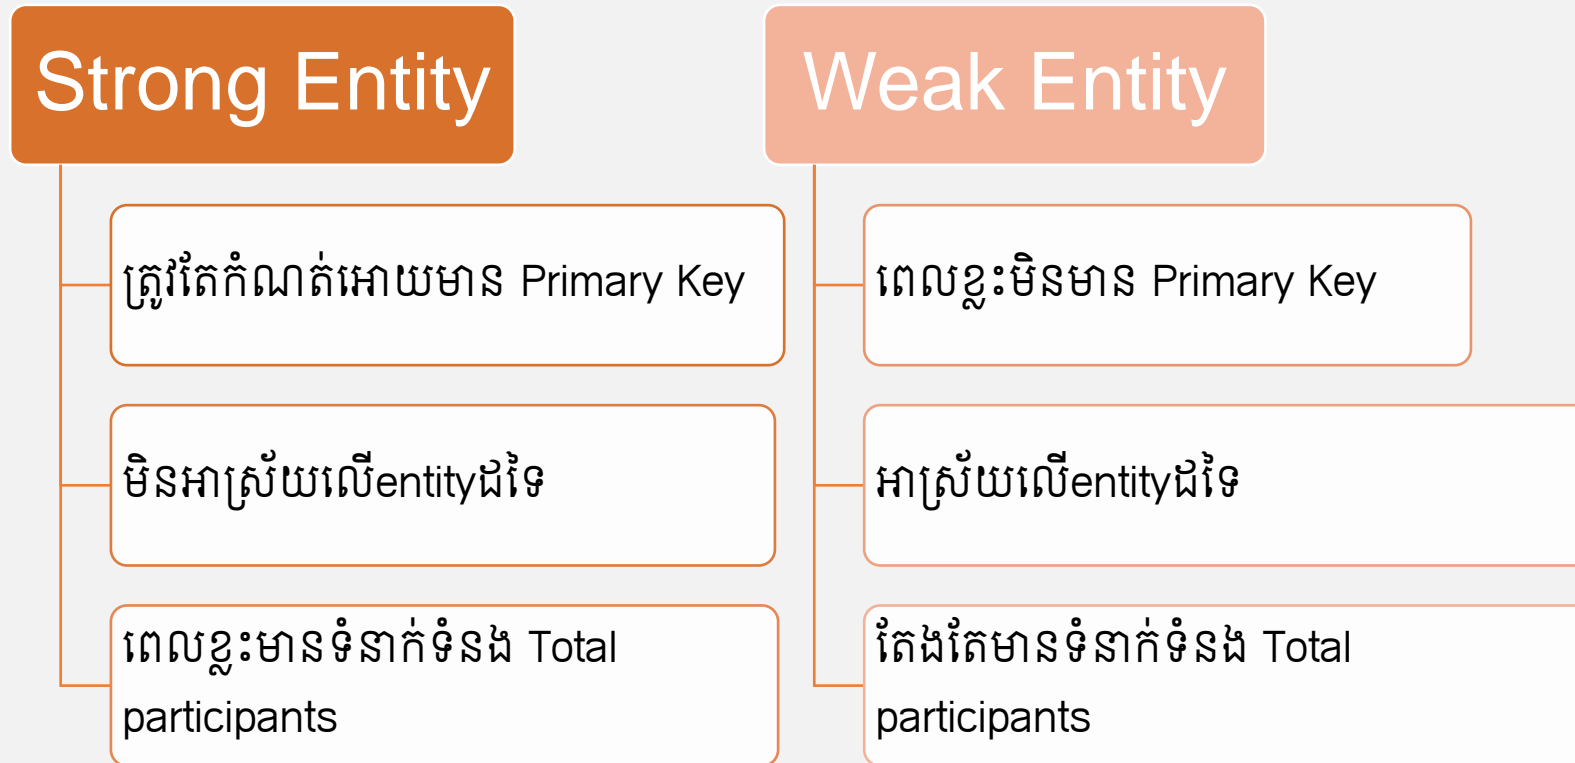 Strong Entity
ត្រូវតែកំណត់អោយមាន Primary Key
មិនអាស្រ័យលើentityដទៃ
ពេលខ្លះមានទំនាក់ទំនង Total
participants
Weak Entity
ពេលខ្លះមិនមាន Primary Key
អាស្រ័យលើentityដទៃ
តែងតែមានទំនាក់ទំនង Total
participants